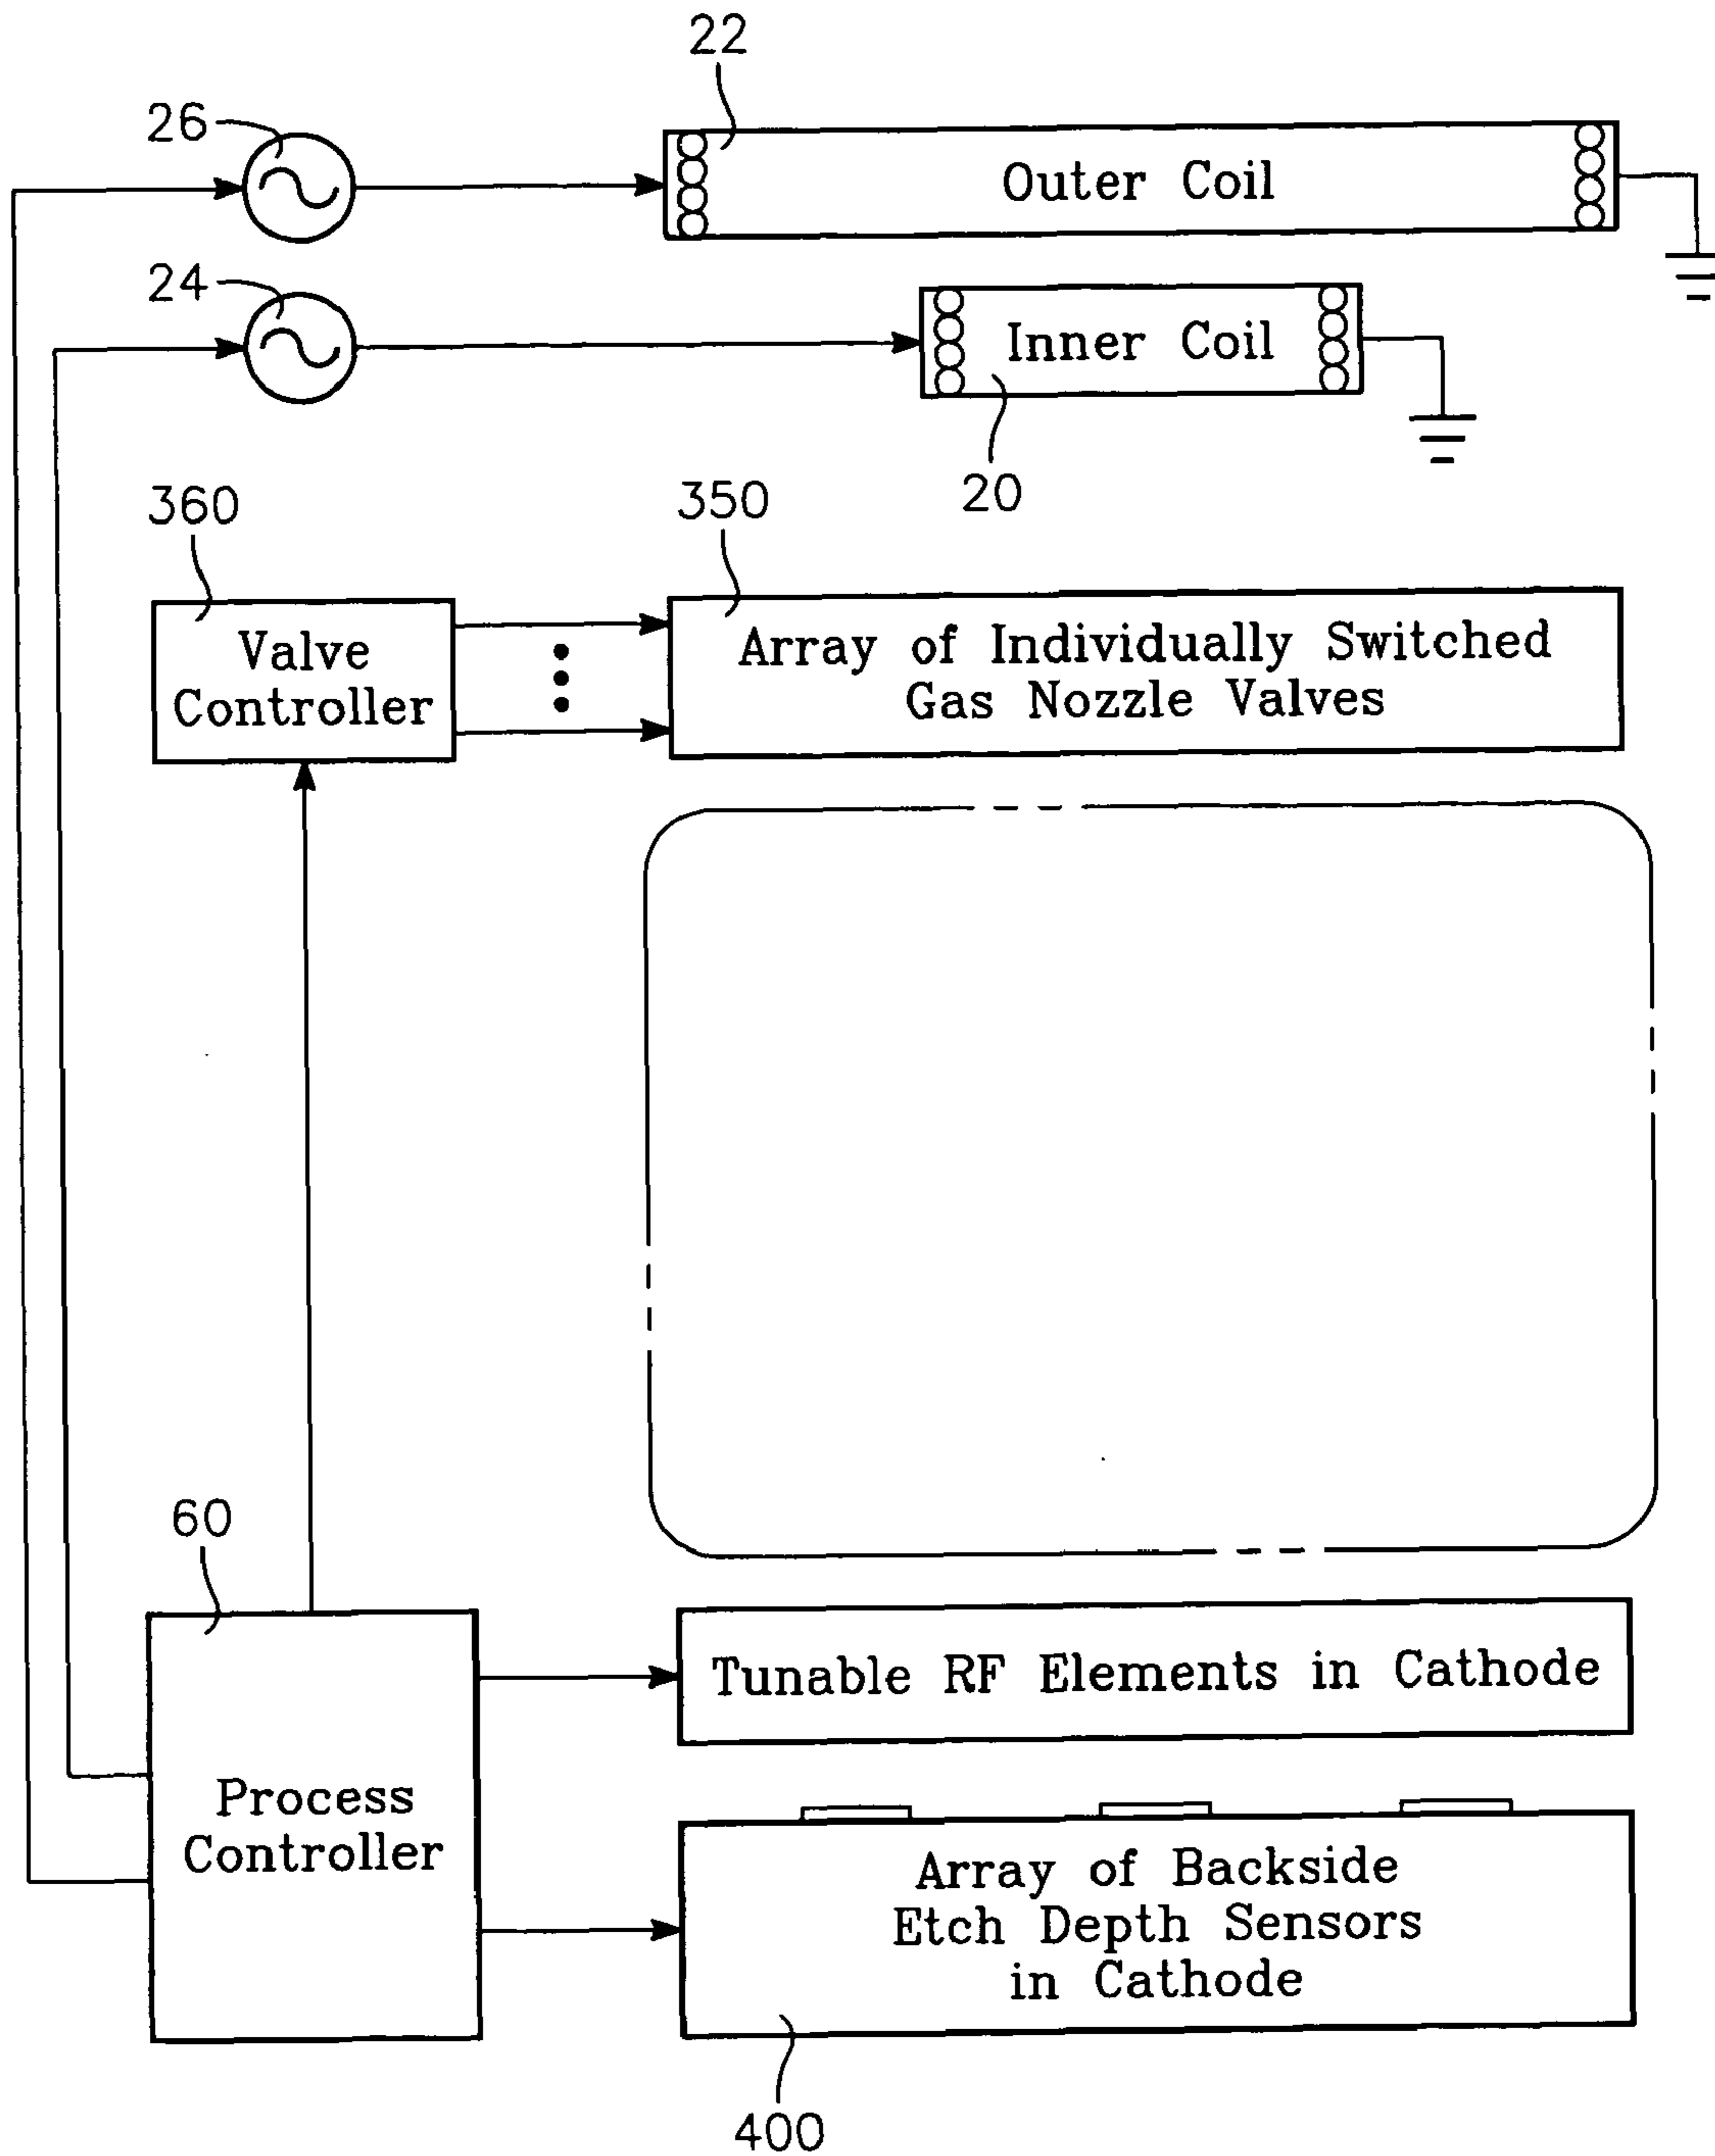 22
26
Outer Coil
24
Inner Coil
20
360
350
Valve
Controller
Array of Individually Switched
Gas Nozzle Valves
60
Tunable RF Elements in Cathode
Process
Controller
Array of Backside
Etch Depth Sensors
in Cathode
400